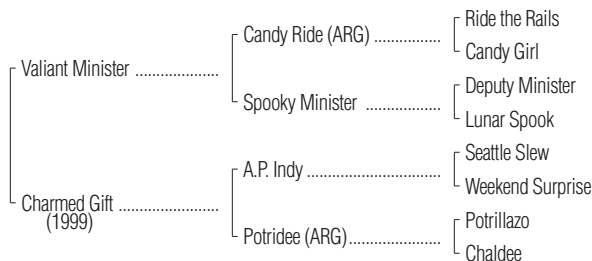 Ride the Rails
Candy Ride (ARG) ...................
Candy Girl
Valiant Minister ........................
Deputy Minister
Spooky Minister .....................
Lunar Spook
Seattle Slew
A.P. Indy ......................................
Weekend Surprise
Charmed Gift .............................
(1999)
Potrillazo
Potridee (ARG)..........................
Chaldee